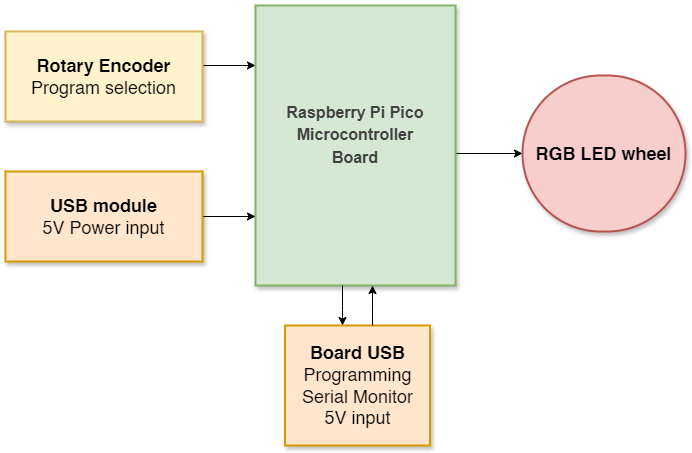 Rotary Encoder
Program selection
Raspberry Pi Pico
Microcontroller
Board
RGB LED wheel
USB module
5V Power input
Board USB
Programming
Serial Monitor
5V input